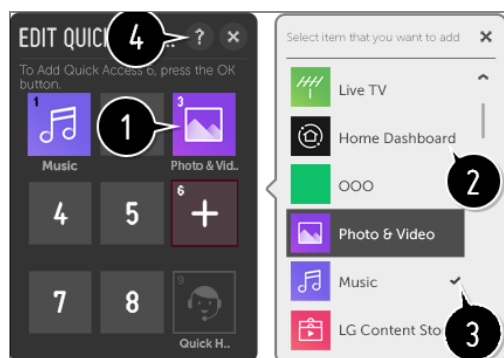 EDIT QUIC
4
..
?
To Add Quick Access 6, press the OK
button.
1
3
1
Music
Photo & Vid..
4
5
6
7
8
9
Quick H..
Select item that you want to add
Live TV
Home Dashboard
2
OOO
Photo & Video
Music
3
LG Content Sto